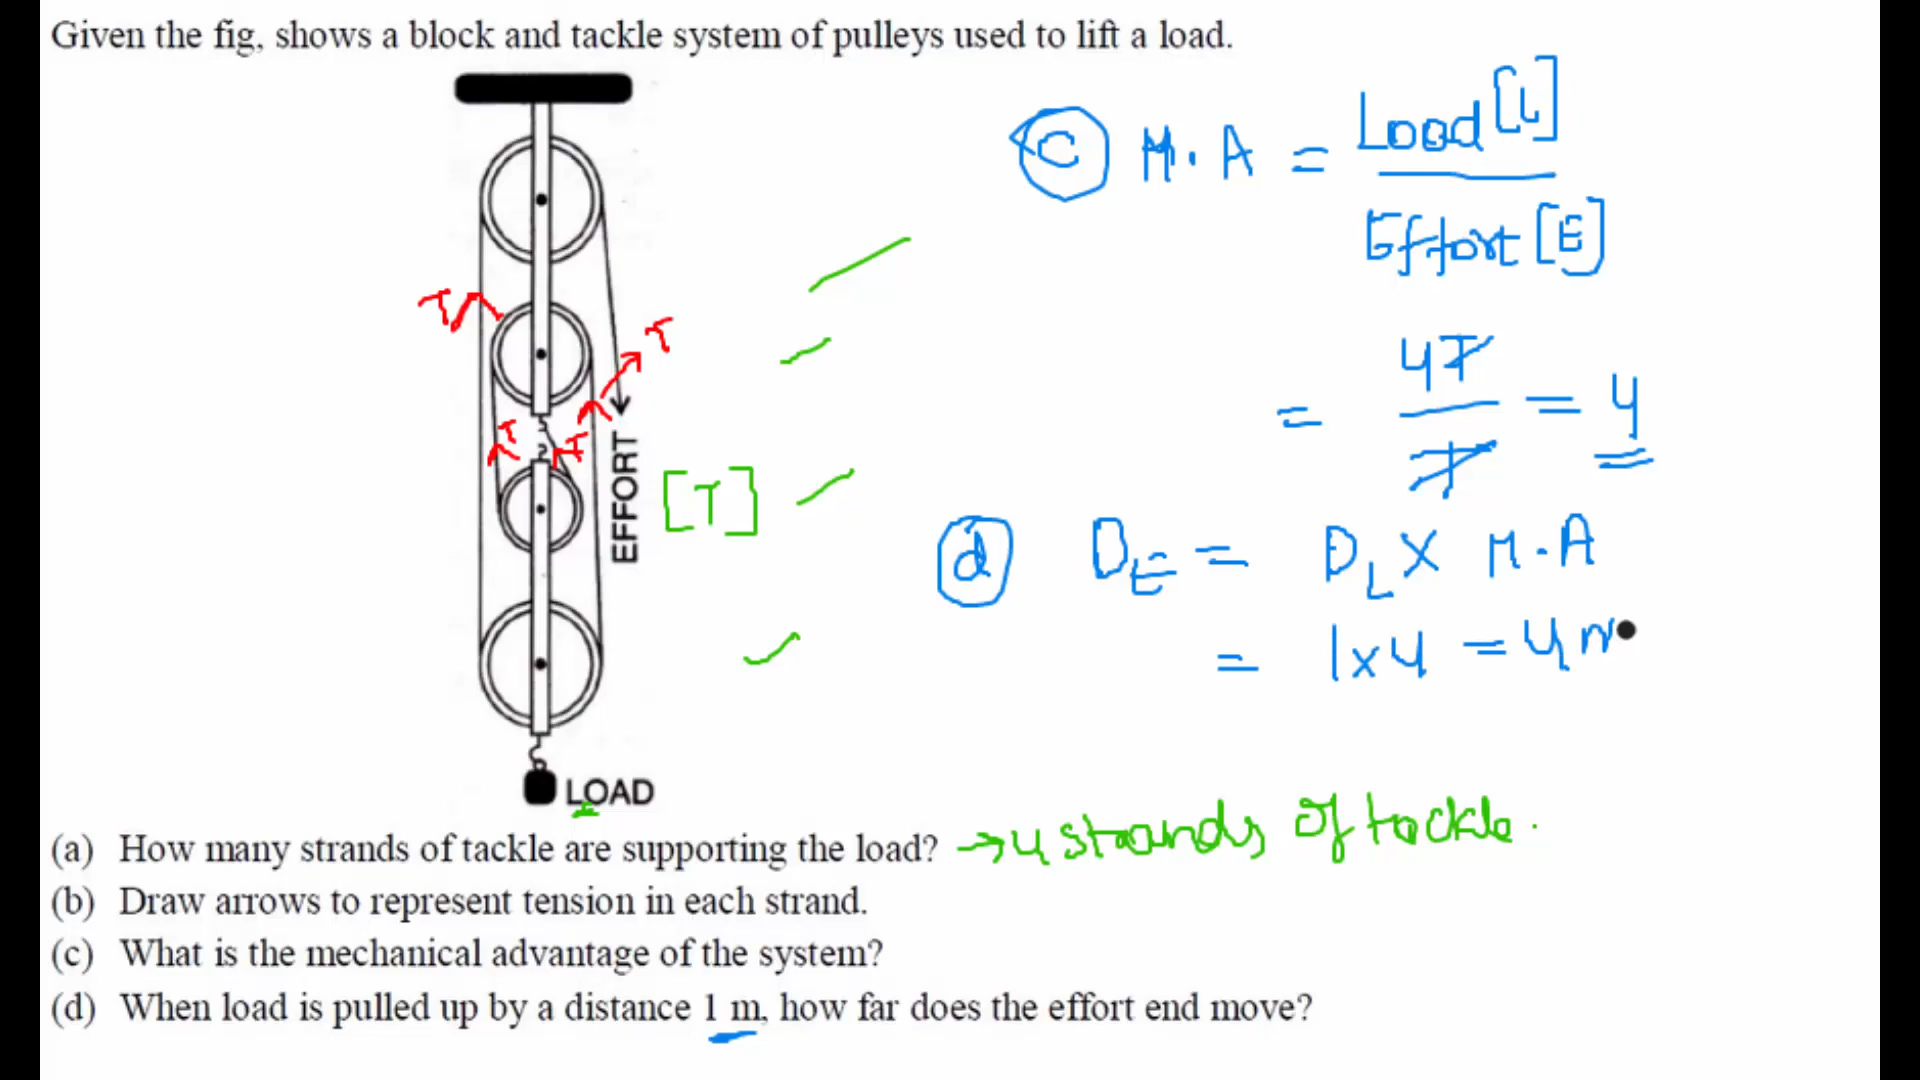 Given the fig, shows a block and tackle system of pulleys used to lift a load.
C M.A = Load [L]
Effort [E]
= 4T
T
= 4
T
T
T
T
EFFORT
[T]
d D_E = D_L X M.A
= 1x4 = 4m
LOAD
(a) How many strands of tackle are supporting the load? → 4 strands of tackle.
(b) Draw arrows to represent tension in each strand.
(c) What is the mechanical advantage of the system?
(d) When load is pulled up by a distance 1 m, how far does the effort end move?